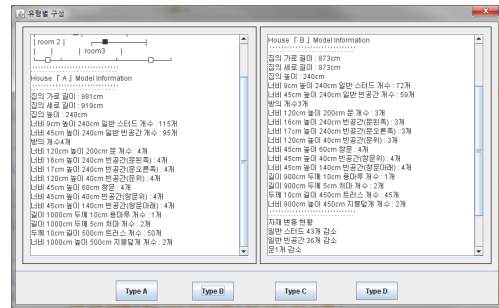 유형별 구성
room 2
room3
House 『 A 』 Model Information
집의 가로 길이 : 981cm
집의 세로 길이 : 919cm
집의 높이 : 240cm
너비 9cm 높이 240cm 일반 스터드 개수 : 115개
너비 45cm 높이 240cm 일반 빈공간 개수 : 95개
방의 개수4개
너비 120cm 높이 200cm 문 개수 : 4개
너비 16cm 높이 240cm 빈공간(문왼쪽) : 4개
너비 17cm 높이 240cm 빈공간(문오른쪽) : 4개
너비 120cm 높이 40cm 빈공간(문위) : 4개
너비 45cm 높이 60cm 창문 : 4개
너비 45cm 높이 40cm 빈공간(창문위) : 4개
너비 45cm 높이 140cm 빈공간(창문아래) : 4개
길이 1000cm 두께 10cm 용마루 개수 : 1개
길이 1000cm 두께 5cm 처마 개수 : 2개
두께 10cm 길이 500cm 트러스 개수 : 50개
너비 1000cm 높이 500cm 지붕덮개 개수 : 2개
House 『 B 』 Model Information
집의 가로 길이 : 873cm
집의 세로 길이 : 873cm
집의 높이 : 240cm
너비 9cm 높이 240cm 일반 스터드 개수 : 72개
너비 45cm 높이 240cm 일반 빈공간 개수 : 59개
방의 개수3개
너비 120cm 높이 200cm 문 개수 : 3개
너비 16cm 높이 240cm 빈공간(문왼쪽) : 3개
너비 17cm 높이 240cm 빈공간(문오른쪽) : 3개
너비 120cm 높이 40cm 빈공간(문위) : 3개
너비 45cm 높이 60cm 창문 : 2개
너비 45cm 높이 40cm 빈공간(창문위) : 2개
너비 45cm 높이 140cm 빈공간(창문아래) : 2개
길이 900cm 두께 10cm 용마루 개수 : 1개
길이 900cm 두께 5cm 처마 개수 : 2개
두께 10cm 길이 450cm 트러스 개수 : 45개
너비 900cm 높이 450cm 지붕덮개 개수 : 2개
자재 변동 현황
일반 스터드 43개 감소
일반 빈공간 36개 감소
문1개 감소
Type A
Type B
Type C
Type D